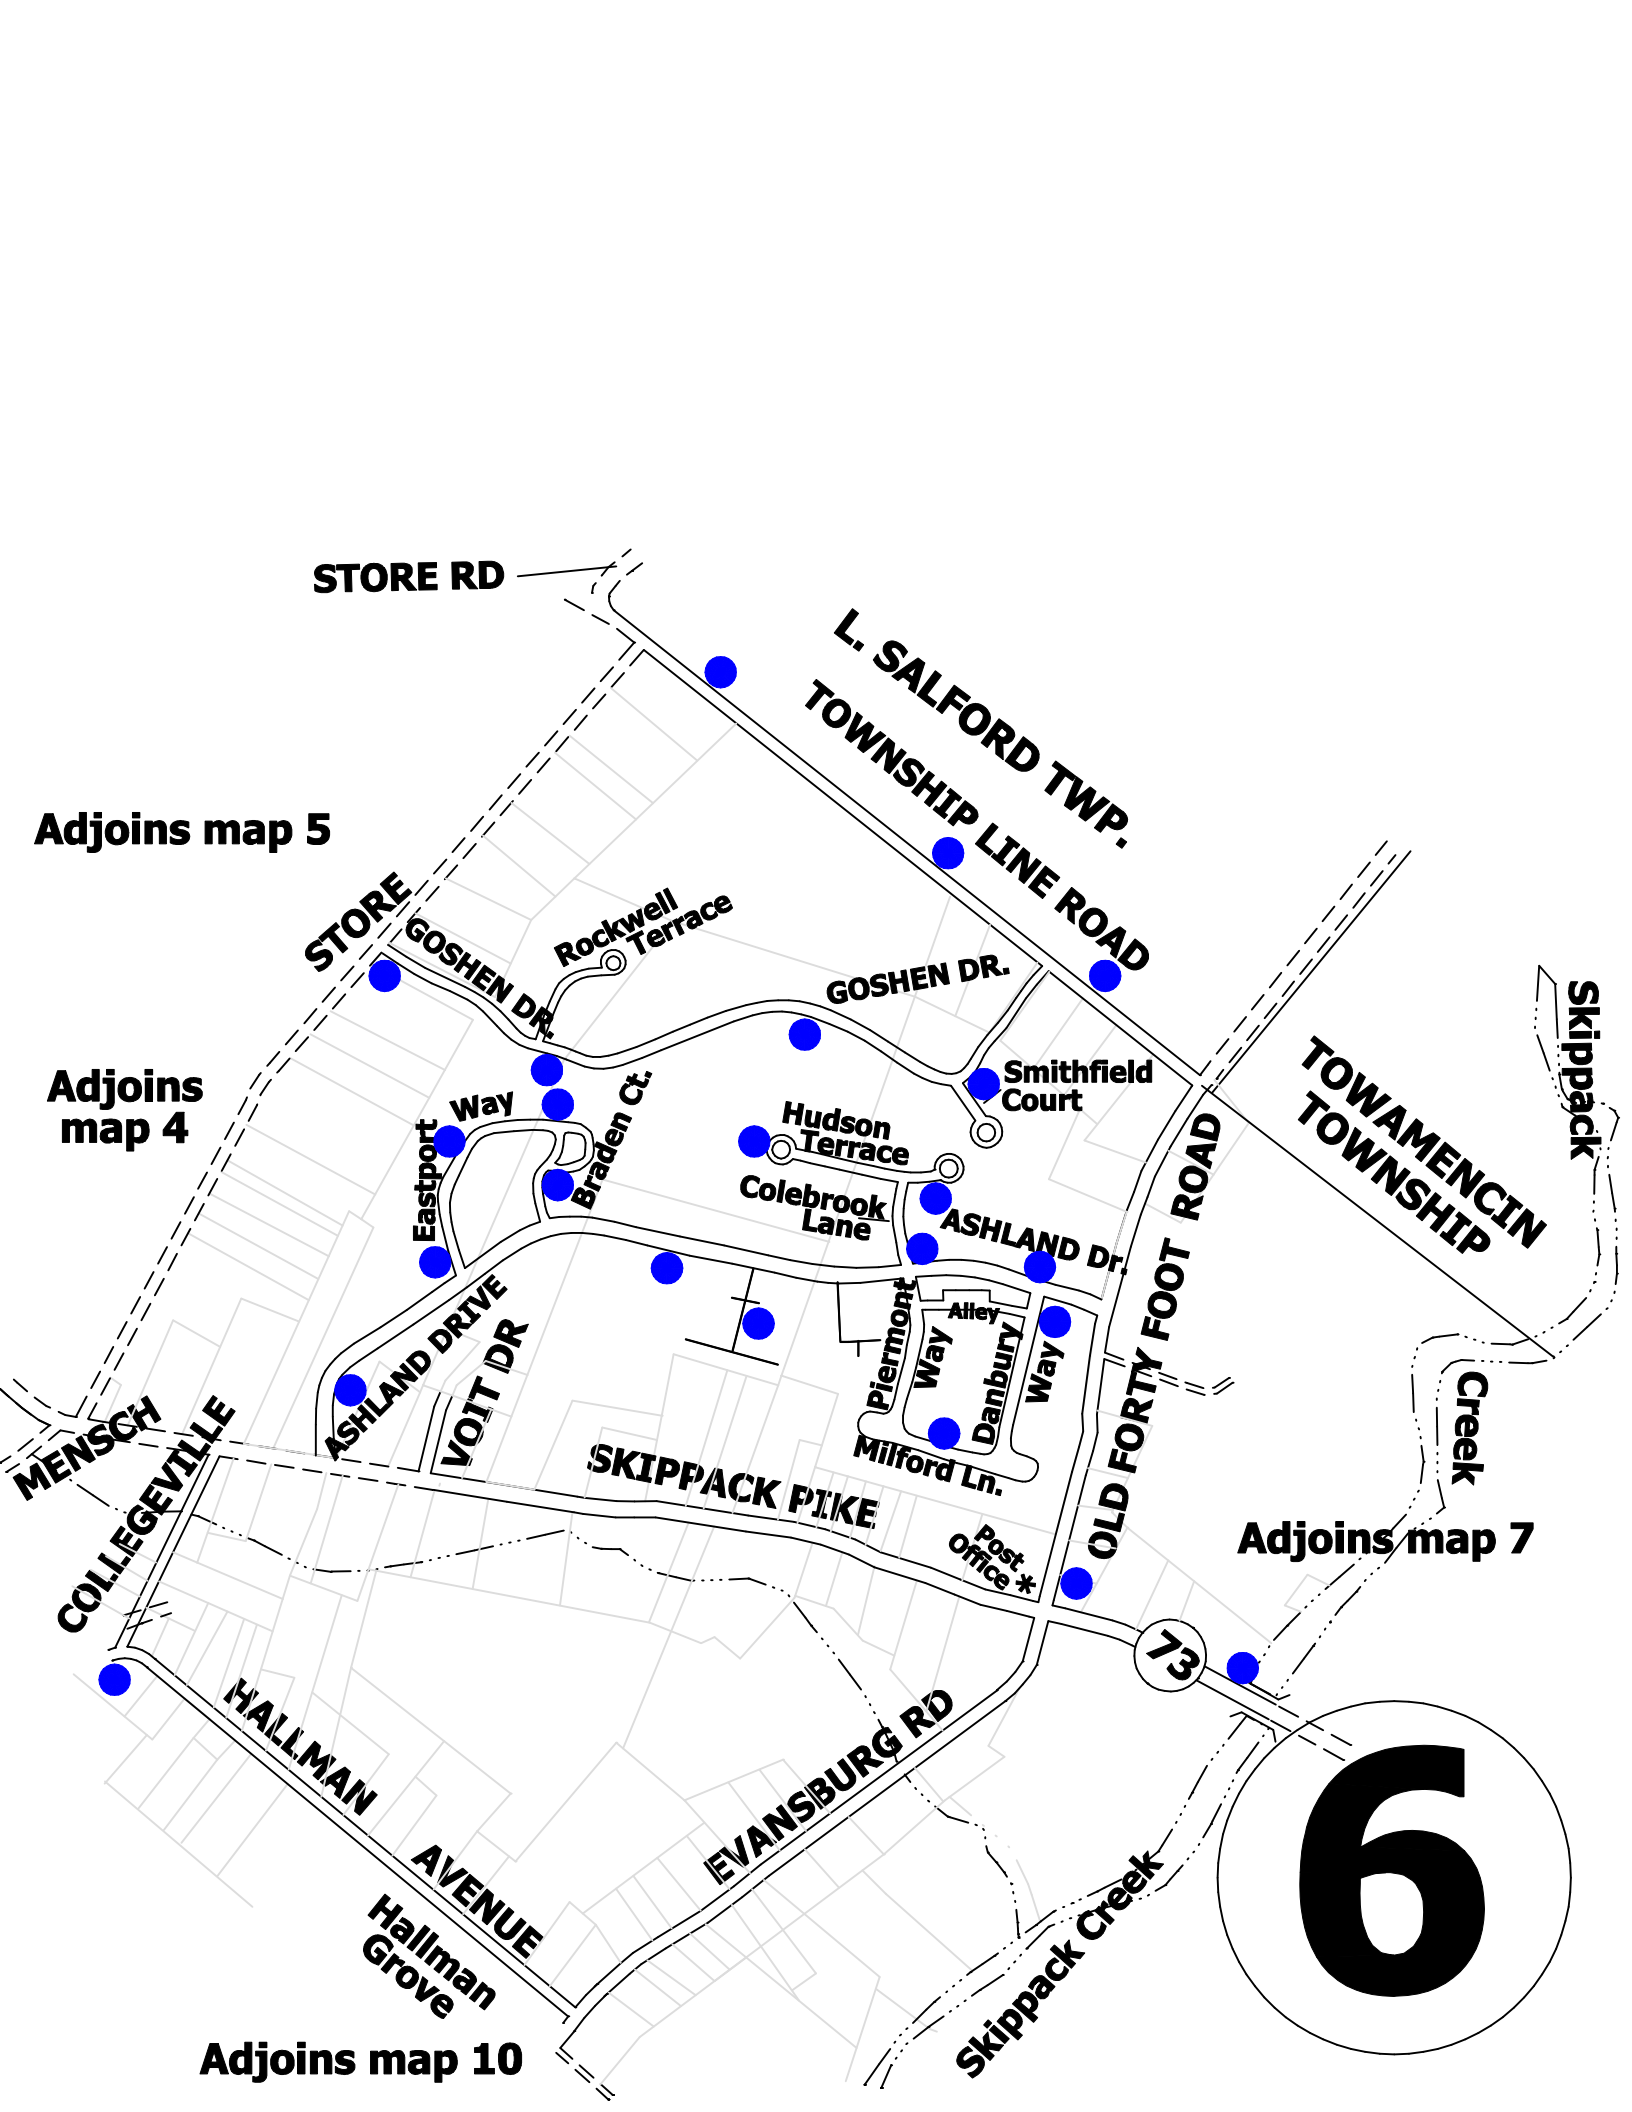 STORE RD
L. SALFORD TWP.
TOWNSHIP LINE ROAD
Adjoins map 5
STORE
GOSHEN DR.
Rockwell
Terrace
GOSHEN DR.
Skippack
TOWAMENCIN
TOWNSHIP
Adjoins
map 4
Smithfield
Court
Way
Eastport
Braden Ct.
Hudson
Terrace
Colebrook
Lane
ASHLAND Dr.
OLD FORTY FOOT ROAD
ASHLAND DRIVE
VOIT DR
Alley
Piermont
Way
Danbury
Way
Milford Ln.
Creek
MENSCH
COLLEGEVILLE
SKIPPACK PIKE
Post
Office *
Adjoins map 7
73
HALLMAN
AVENUE
EVANSBURG RD
Hallman
Grove
Skippack Creek
6
Adjoins map 10